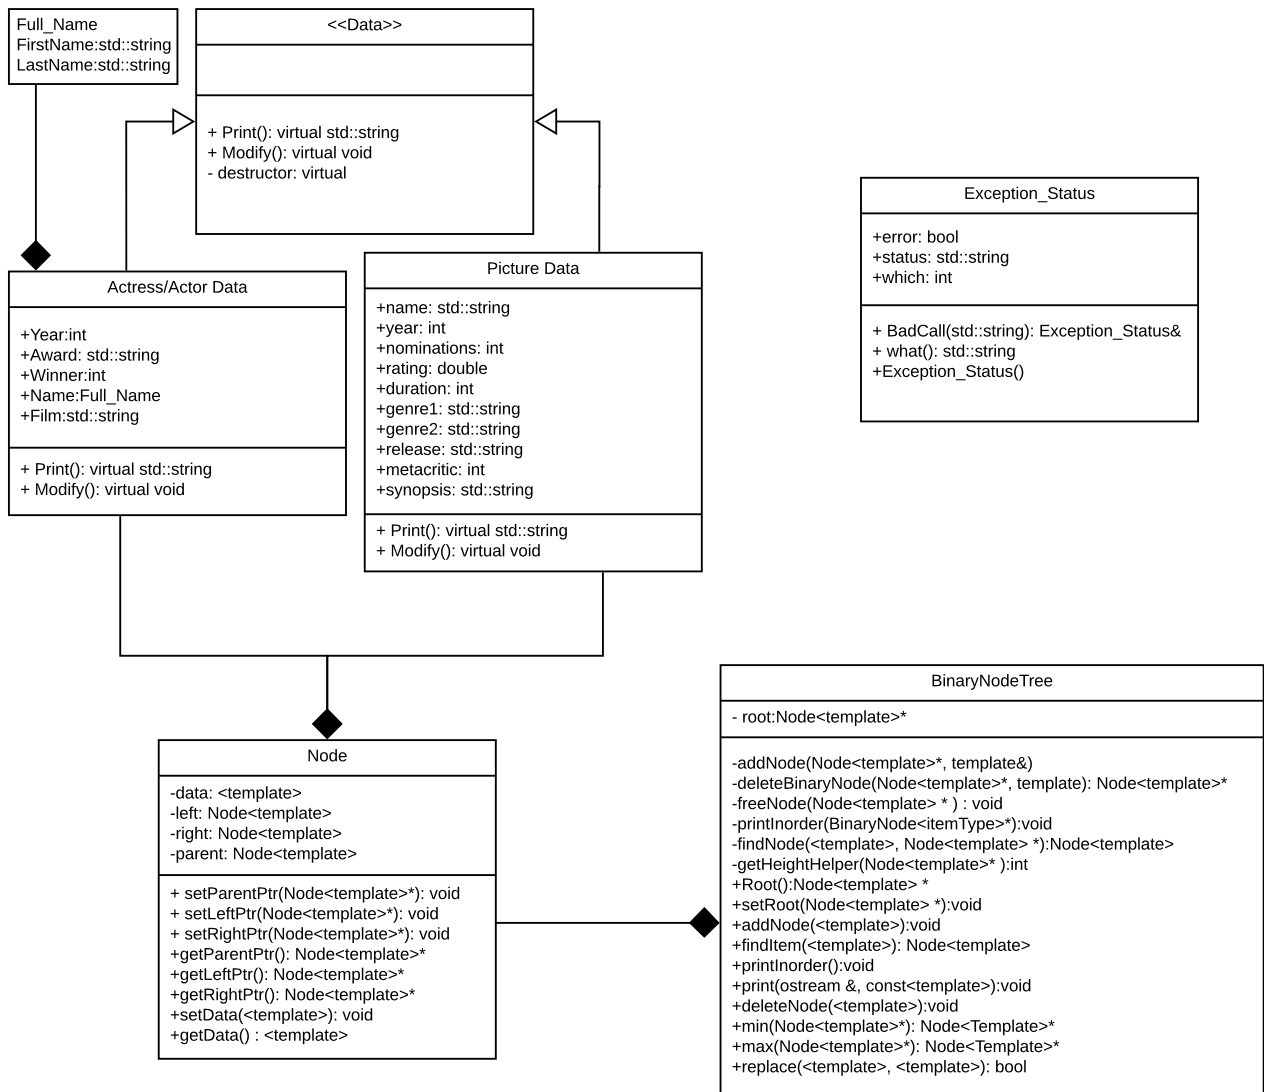 Full_Name
FirstName:std::string
LastName:std::string
<<Data>>
+ Print(): virtual std::string
+ Modify(): virtual void
- destructor: virtual
Exception_Status
+error: bool
+status: std::string
+which: int
+ BadCall(std::string): Exception_Status&
+ what(): std::string
+Exception_Status()
Actress/Actor Data
+Year:int
+Award: std::string
+Winner:int
+Name:Full_Name
+Film:std::string
+ Print(): virtual std::string
+ Modify(): virtual void
Picture Data
+name: std::string
+year: int
+nominations: int
+rating: double
+duration: int
+genre1: std::string
+genre2: std::string
+release: std::string
+metacritic: int
+synopsis: std::string
+ Print(): virtual std::string
+ Modify(): virtual void
Node
-data: <template>
-left: Node<template>
-right: Node<template>
-parent: Node<template>
+ setParentPtr(Node<template>*): void
+ setLeftPtr(Node<template>*): void
+ setRightPtr(Node<template>*): void
+getParentPtr(): Node<template>*
+getLeftPtr(): Node<template>*
+getRightPtr(): Node<template>*
+setData(<template>): void
+getData() : <template>
BinaryNodeTree
- root:Node<template>*
-addNode(Node<template>*, template&)
-deleteBinaryNode(Node<template>*, template): Node<template>*
-freeNode(Node<template> * ) : void
-printInorder(BinaryNode<itemType>*):void
-findNode(<template>, Node<template> *):Node<template>
-getHeightHelper(Node<template>* ):int
+Root():Node<template> *
+setRoot(Node<template> *):void
+addNode(<template>):void
+findItem(<template>): Node<template>
+printInorder():void
+print(ostream &, const<template>):void
+deleteNode(<template>):void
+min(Node<template>*): Node<Template>*
+max(Node<template>*): Node<Template>*
+replace(<template>, <template>): bool